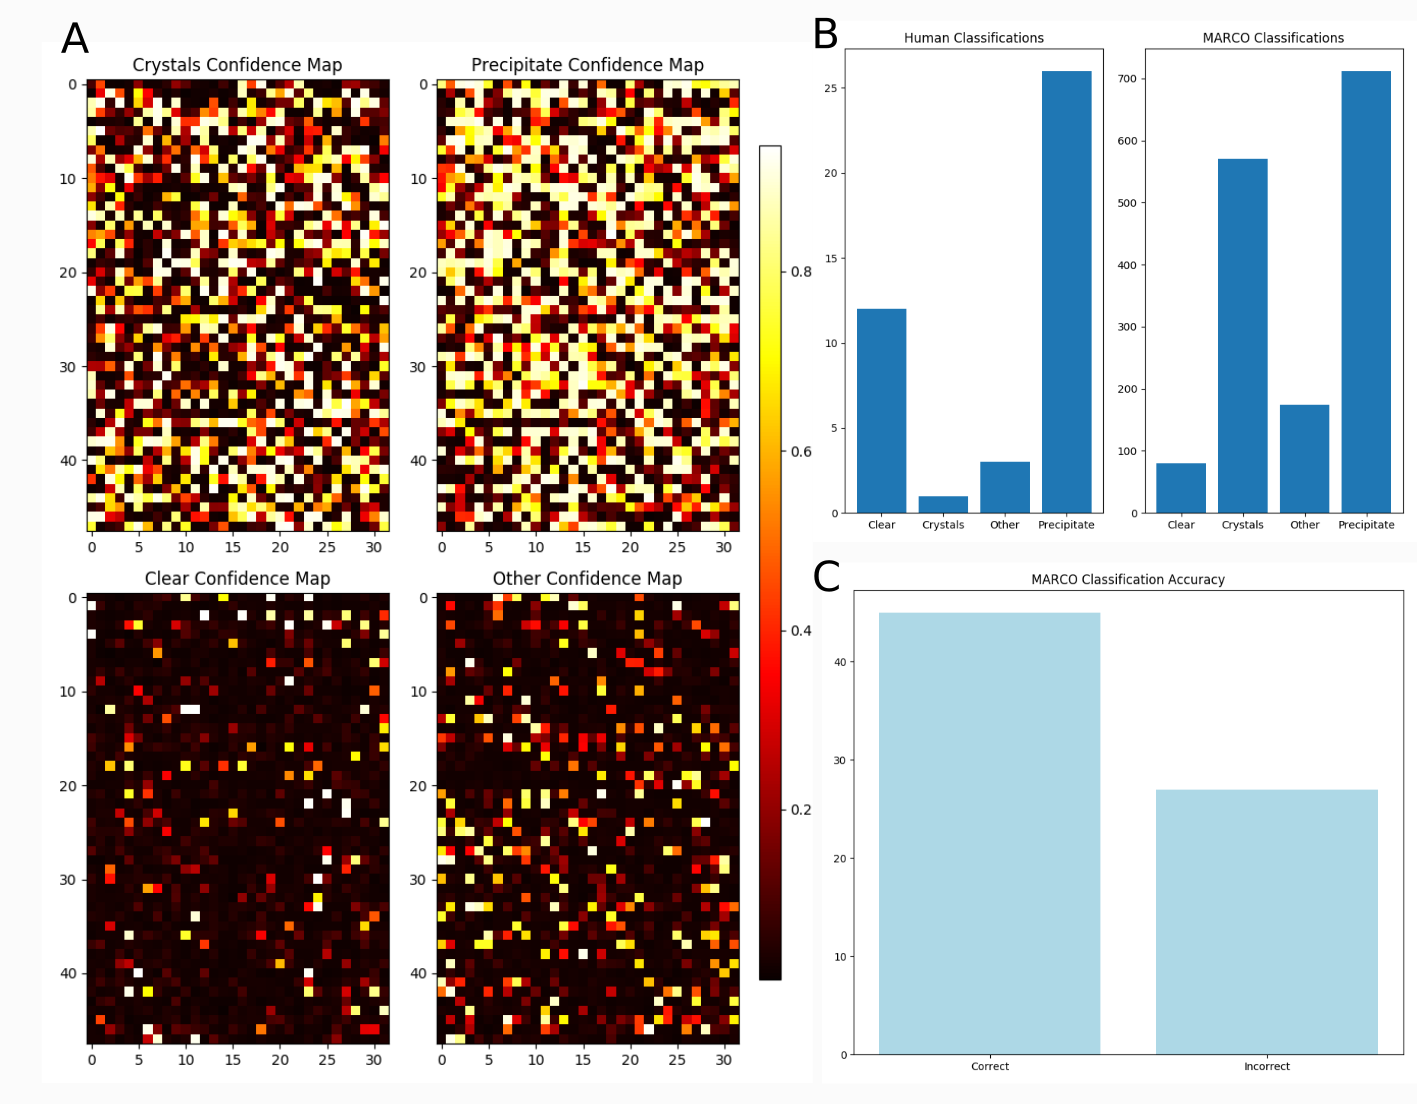 A
Crystals Confidence Map
0
10
20
30
40
0 5 10 15 20 25 30
Precipitate Confidence Map
0
10
20
30
40
0 5 10 15 20 25 30
Clear Confidence Map
0
10
20
30
40
0 5 10 15 20 25 30
Other Confidence Map
0
10
20
30
40
0 5 10 15 20 25 30
0.8
0.6
0.4
0.2
B
Human Classifications
25
20
15
10
5
0
Clear Crystals Other Precipitate
MARCO Classifications
700
600
500
400
300
200
100
0
Clear Crystals Other Precipitate
C
MARCO Classification Accuracy
40
30
20
10
0
Correct Incorrect